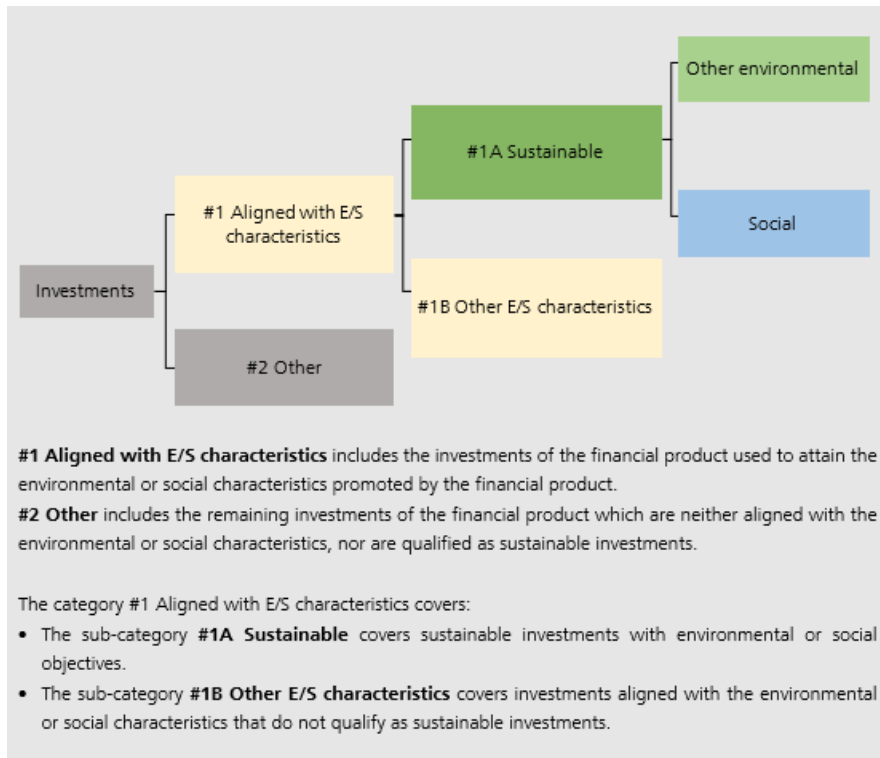 Other environmental
#1A Sustainable
#1 Aligned with E/S
characteristics
Social
Investments
#1B Other E/S characteristics
#2 Other
#1 Aligned with E/S characteristics includes the investments of the financial product used to attain the
environmental or social characteristics promoted by the financial product.
#2 Other includes the remaining investments of the financial product which are neither aligned with the
environmental or social characteristics, nor are qualified as sustainable investments.
The category #1 Aligned with E/S characteristics covers:
• The sub-category #1A Sustainable covers sustainable investments with environmental or social
objectives.
• The sub-category #1B Other E/S characteristics covers investments aligned with the environmental
or social characteristics that do not qualify as sustainable investments.